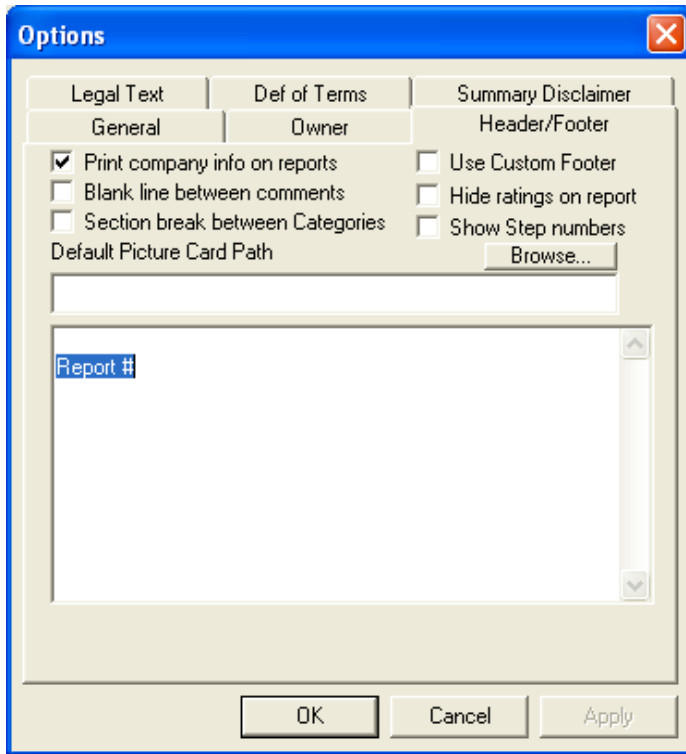 Options
Legal Text Def of Terms Summary Disclaimer
General Owner Header/Footer
Print company info on reports Use Custom Footer
Blank line between comments Hide ratings on report
Section break between Categories Show Step numbers
Default Picture Card Path Browse...
Report #
OK Cancel Apply